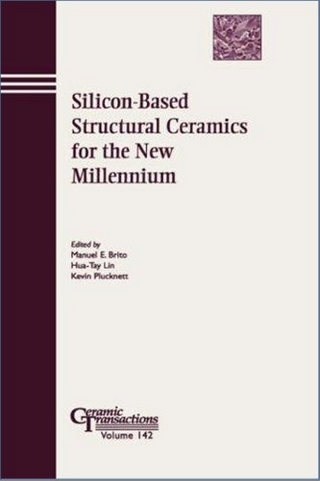 Silicon-Based
Structural Ceramics
for the New
Millennium
Edited by
Manuel E. Brito
Hua-Tay Lin
Kevin Plucknett
Ceramic
Transactions
Volume 142